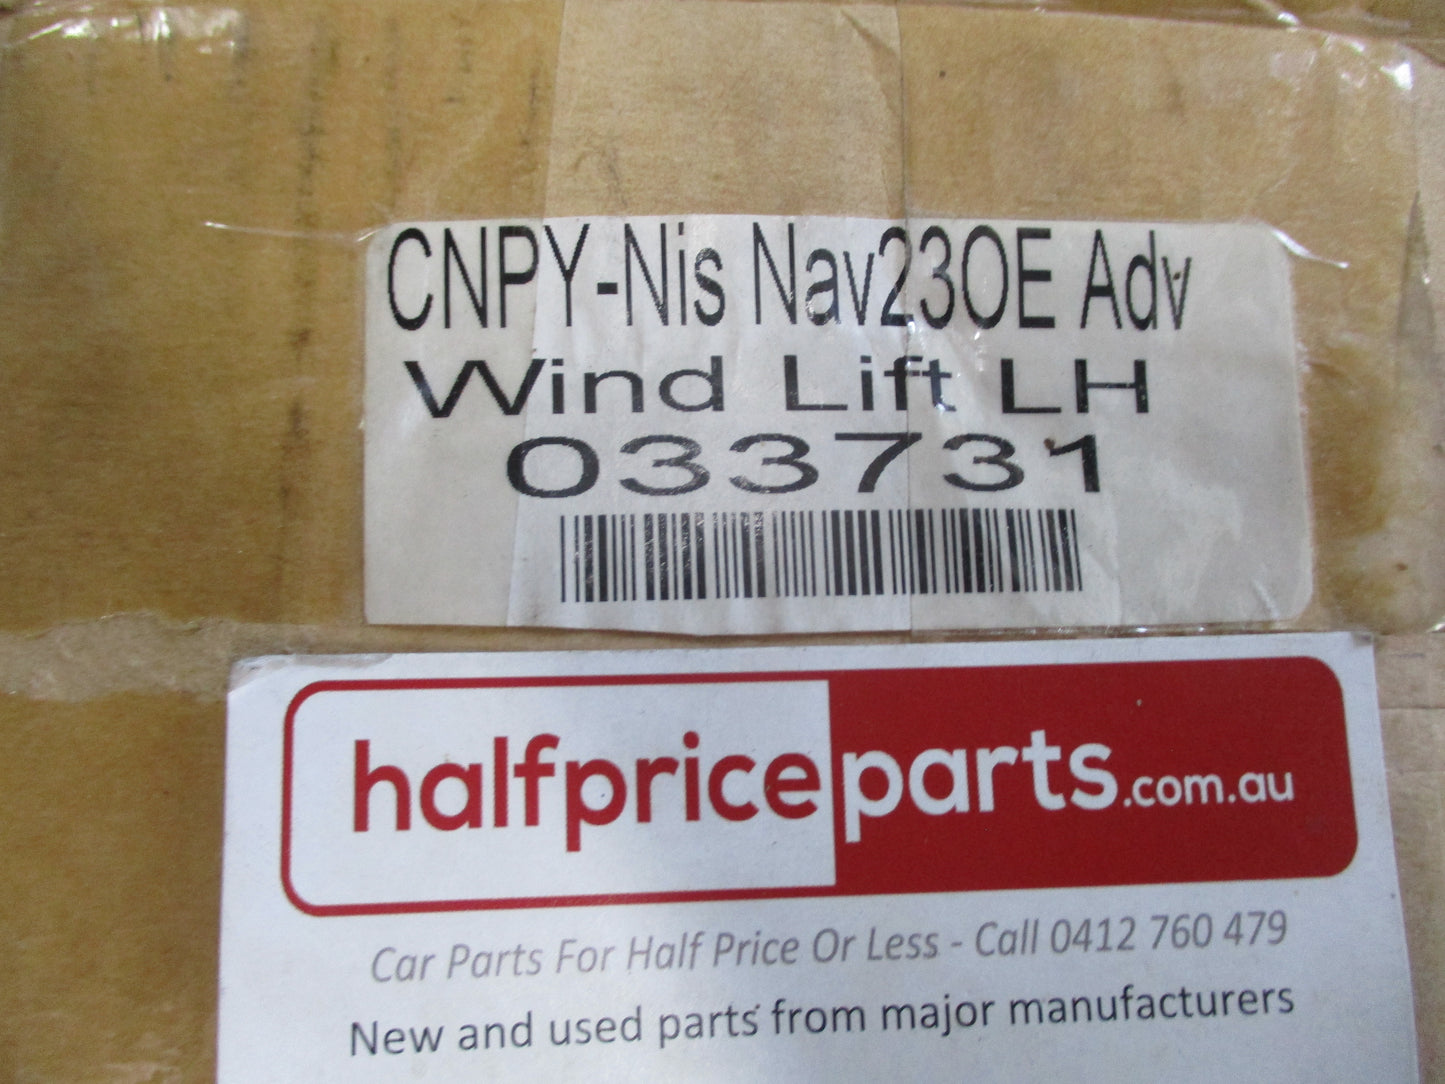 CNPY-Nis Nav23OE Adv
Wind Lift LH
033731
halfpriceparts.com.au
Car Parts For Half Price Or Less - Call 0412 760 479
New and used parts from major manufacturers